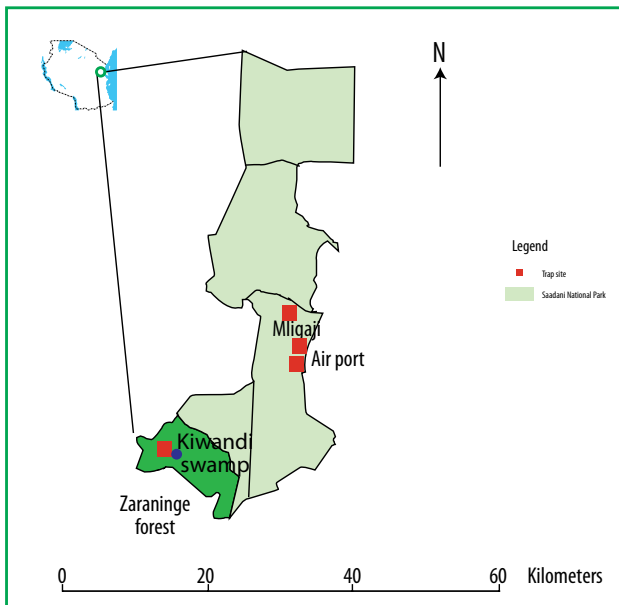 N
Legend
Trap site
Saadani National Park
Mligaji
Air port
Kiwandi
swamp
Zaraninge
forest
0 20 40 60 Kilometers